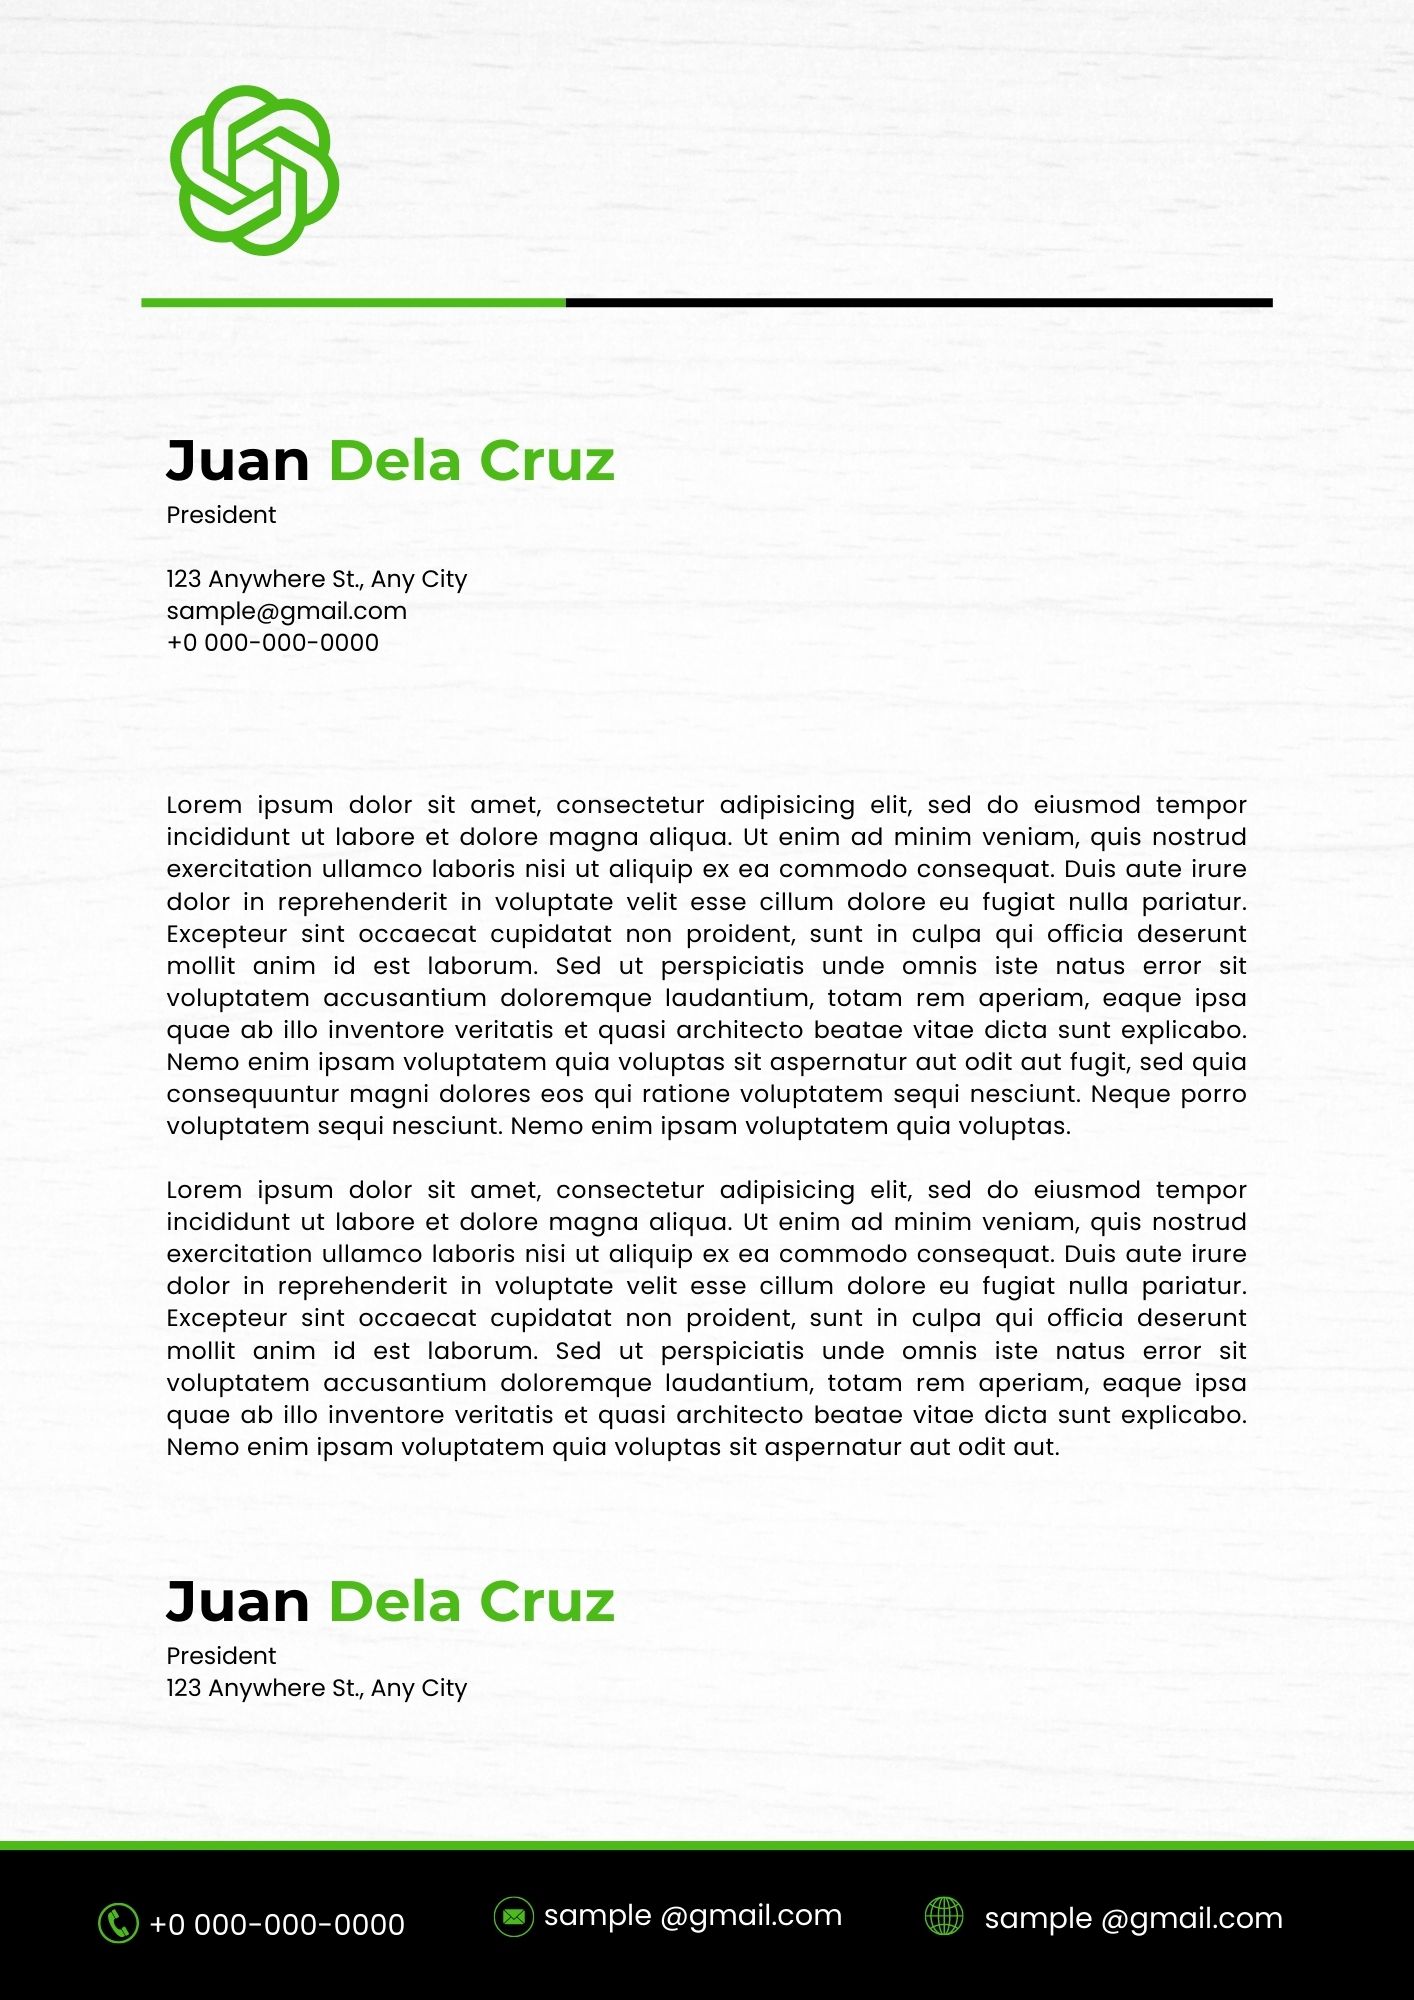 Juan Dela Cruz
President
123 Anywhere St., Any City
sample@gmail.com
+0 000-000-0000
Lorem ipsum dolor sit amet, consectetur adipisicing elit, sed do eiusmod tempor
incididunt ut labore et dolore magna aliqua. Ut enim ad minim veniam, quis nostrud
exercitation ullamco laboris nisi ut aliquip ex ea commodo consequat. Duis aute irure
dolor in reprehenderit in voluptate velit esse cillum dolore eu fugiat nulla pariatur.
Excepteur sint occaecat cupidatat non proident, sunt in culpa qui officia deserunt
mollit anim id est laborum. Sed ut perspiciatis unde omnis iste natus error sit
voluptatem accusantium doloremque laudantium, totam rem aperiam, eaque ipsa
quae ab illo inventore veritatis et quasi architecto beatae vitae dicta sunt explicabo.
Nemo enim ipsam voluptatem quia voluptas sit aspernatur aut odit aut fugit, sed quia
consequuntur magni dolores eos qui ratione voluptatem sequi nesciunt. Neque porro
voluptatem sequi nesciunt. Nemo enim ipsam voluptatem quia voluptas.
Lorem ipsum dolor sit amet, consectetur adipisicing elit, sed do eiusmod tempor
incididunt ut labore et dolore magna aliqua. Ut enim ad minim veniam, quis nostrud
exercitation ullamco laboris nisi ut aliquip ex ea commodo consequat. Duis aute irure
dolor in reprehenderit in voluptate velit esse cillum dolore eu fugiat nulla pariatur.
Excepteur sint occaecat cupidatat non proident, sunt in culpa qui officia deserunt
mollit anim id est laborum. Sed ut perspiciatis unde omnis iste natus error sit
voluptatem accusantium doloremque laudantium, totam rem aperiam, eaque ipsa
quae ab illo inventore veritatis et quasi architecto beatae vitae dicta sunt explicabo.
Nemo enim ipsam voluptatem quia voluptas sit aspernatur aut odit aut.
Juan Dela Cruz
President
123 Anywhere St., Any City
+0 000-000-0000
sample @gmail.com
sample @gmail.com